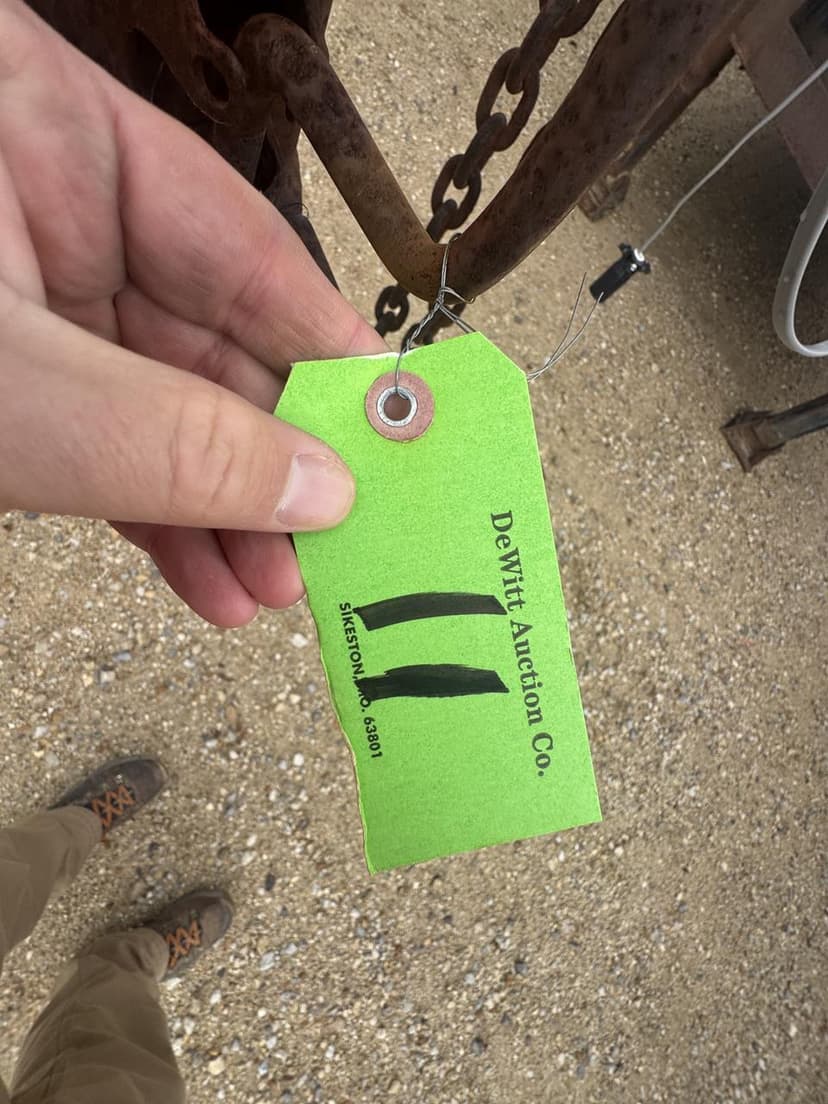 DeWitt Auction Co.
11
SIKESTON, MO. 63801